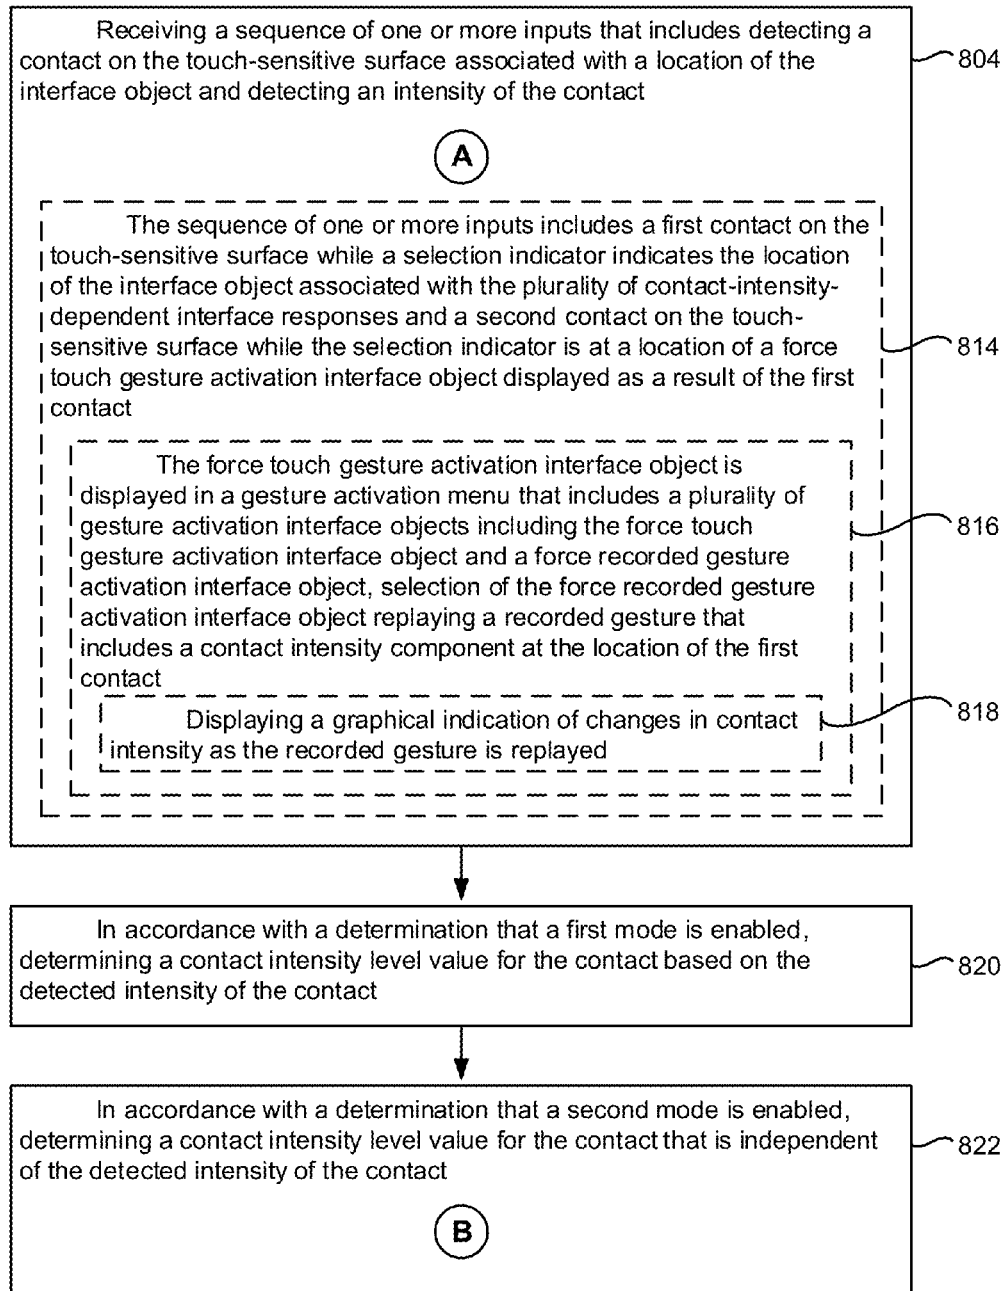 Receiving a sequence of one or more inputs that includes detecting a
contact on the touch-sensitive surface associated with a location of the
interface object and detecting an intensity of the contact
804
A
The sequence of one or more inputs includes a first contact on the
touch-sensitive surface while a selection indicator indicates the location
of the interface object associated with the plurality of contact-intensity-
dependent interface responses and a second contact on the touch-
sensitive surface while the selection indicator is at a location of a force
touch gesture activation interface object displayed as a result of the first
contact
814
The force touch gesture activation interface object is
displayed in a gesture activation menu that includes a plurality of
gesture activation interface objects including the force touch
gesture activation interface object and a force recorded gesture
activation interface object, selection of the force recorded gesture
activation interface object replaying a recorded gesture that
includes a contact intensity component at the location of the first
contact
816
Displaying a graphical indication of changes in contact
intensity as the recorded gesture is replayed
818
In accordance with a determination that a first mode is enabled,
determining a contact intensity level value for the contact based on the
detected intensity of the contact
820
In accordance with a determination that a second mode is enabled,
determining a contact intensity level value for the contact that is independent
of the detected intensity of the contact
822
B